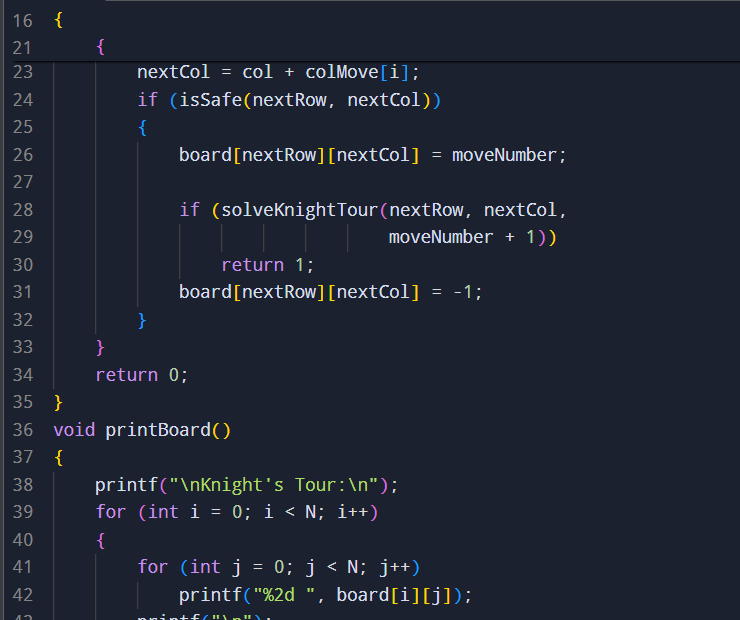 16 {
21 {
23 nextCol = col + colMove[i];
24 if (isSafe(nextRow, nextCol))
25 {
26 board[nextRow][nextCol] = moveNumber;
27
28 if (solveKnightTour(nextRow, nextCol,
29 moveNumber + 1))
30 return 1;
31 board[nextRow][nextCol] = -1;
32 }
33 }
34 return 0;
35 }
36 void printBoard()
37 {
38 printf("\nKnight's Tour:\n");
39 for (int i = 0; i < N; i++)
40 {
41 for (int j = 0; j < N; j++)
42 printf("%2d ", board[i][j]);
43 printf("\n");